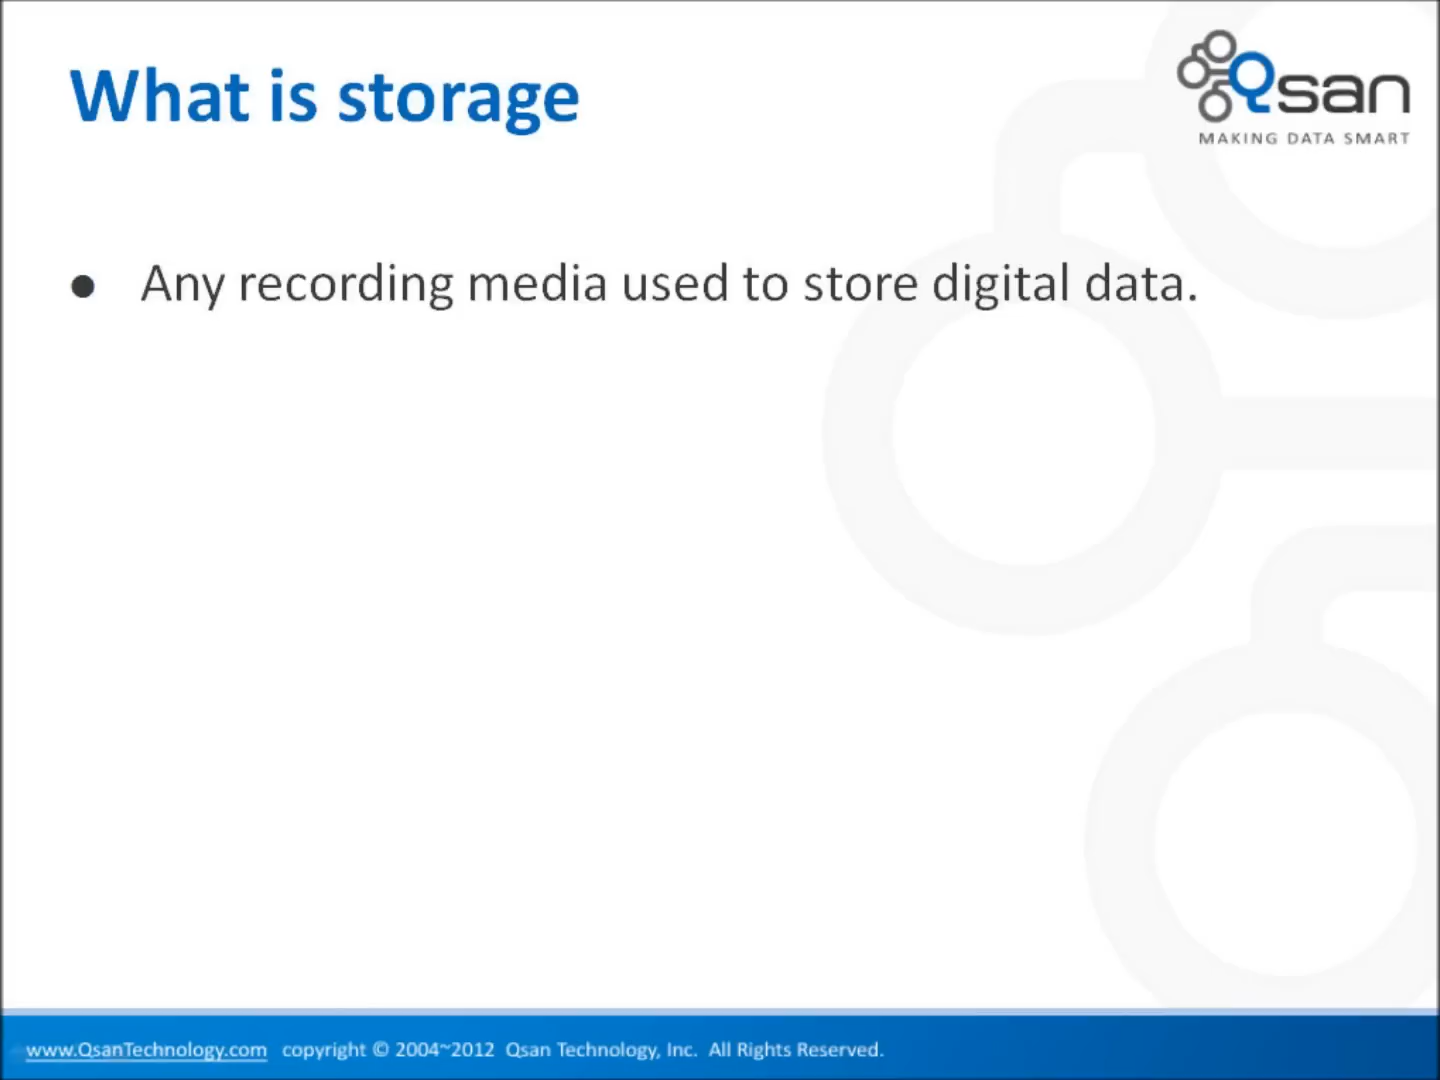 What is storage
Qsan
MAKING DATA SMART
● Any recording media used to store digital data.
www.QsanTechnology.com copyright © 2004~2012 Qsan Technology, Inc. All Rights Reserved.